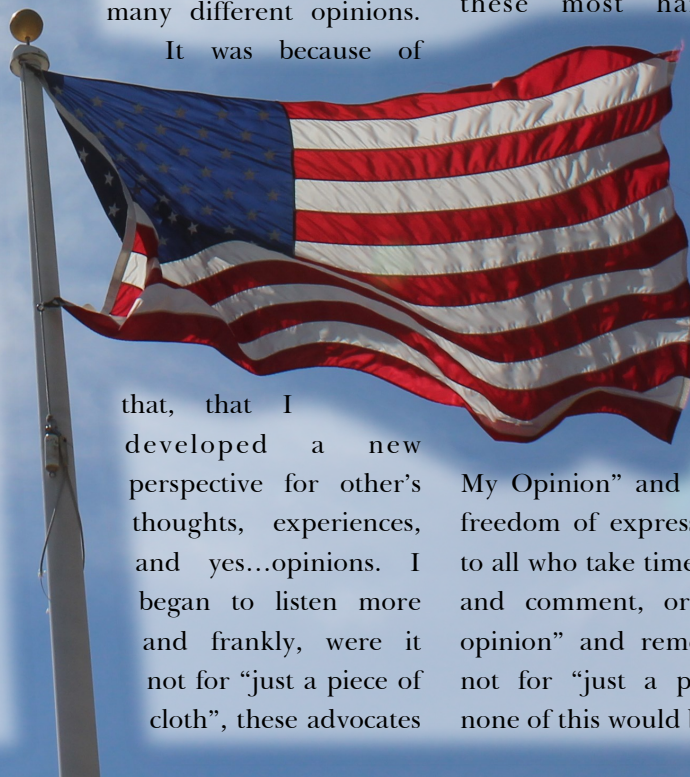 many different opinions.
It was because of
that, that I
developed a new
perspective for other’s
thoughts, experiences,
and yes...opinions. I
began to listen more
and frankly, were it
not for “just a piece of
cloth”, these advocates
these most
My Opinion” and
freedom of
to all who take time
and comment, or
opinion” and
not for “just a
none of this would